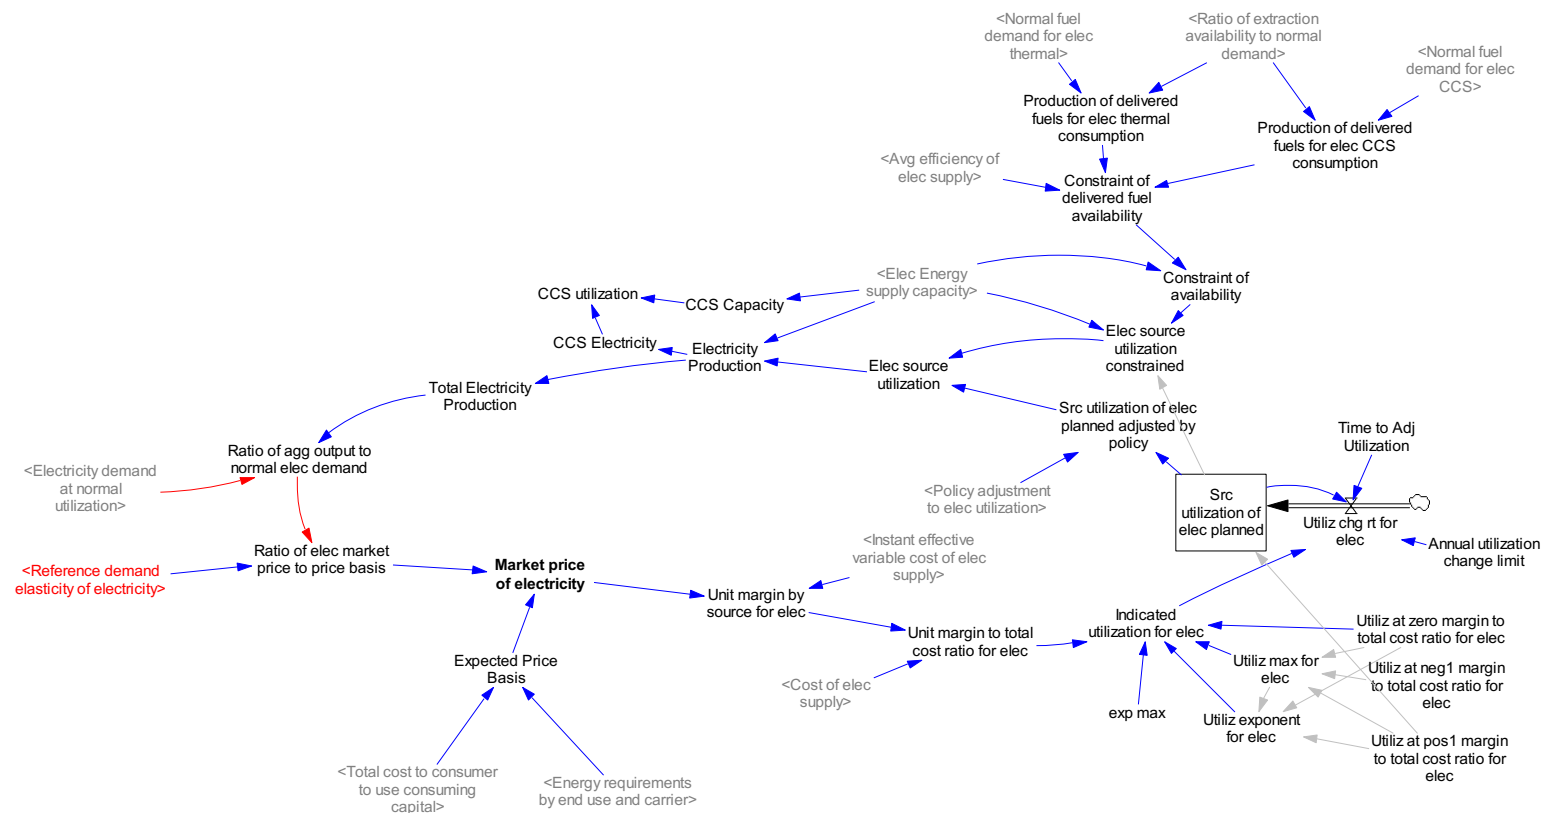 <Normal fuel
demand for elec
thermal>
<Ratio of extraction
availability to normal
demand>
<Normal fuel
demand for elec
CCS>
Production of delivered
fuels for elec thermal
consumption
Production of delivered
fuels for elec CCS
consumption
<Avg efficiency of
elec supply>
Constraint of
delivered fuel
availability
<Elec Energy
supply capacity>
Constraint of
availability
CCS utilization
CCS Capacity
CCS Electricity
Electricity
Production
Elec source
utilization
Elec source
utilization
constrained
Total Electricity
Production
Src utilization of elec
planned adjusted by
policy
Time to Adj
Utilization
Ratio of agg output to
normal elec demand
<Electricity demand
at normal
utilization>
<Policy adjustment
to elec utilization>
Src
utilization of
elec planned
Utiliz chg rt for
elec
Annual utilization
change limit
Ratio of elec market
price to price basis
<Reference demand
elasticity of electricity>
Market price
of electricity
<Instant effective
variable cost of elec
supply>
Unit margin by
source for elec
Unit margin to total
cost ratio for elec
Indicated
utilization for elec
Utiliz at zero margin to
total cost ratio for elec
Expected Price
Basis
<Cost of elec
supply>
Utiliz max for
elec
Utiliz at neg1 margin
to total cost ratio for
elec
exp max
Utiliz exponent
for elec
Utiliz at pos1 margin
to total cost ratio for
elec
<Total cost to consumer
to use consuming
capital>
<Energy requirements
by end use and carrier>